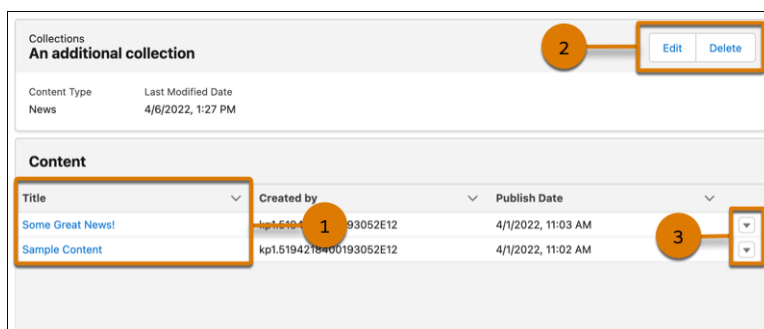 Collections
An additional collection
2
Edit Delete
Content Type Last Modified Date
News 4/6/2022, 1:27 PM
Content
Title Created by Publish Date
Some Great News! 1 93052E12 4/1/2022, 11:03 AM
Sample Content kp1.5194218400193052E12 4/1/2022, 11:02 AM
3